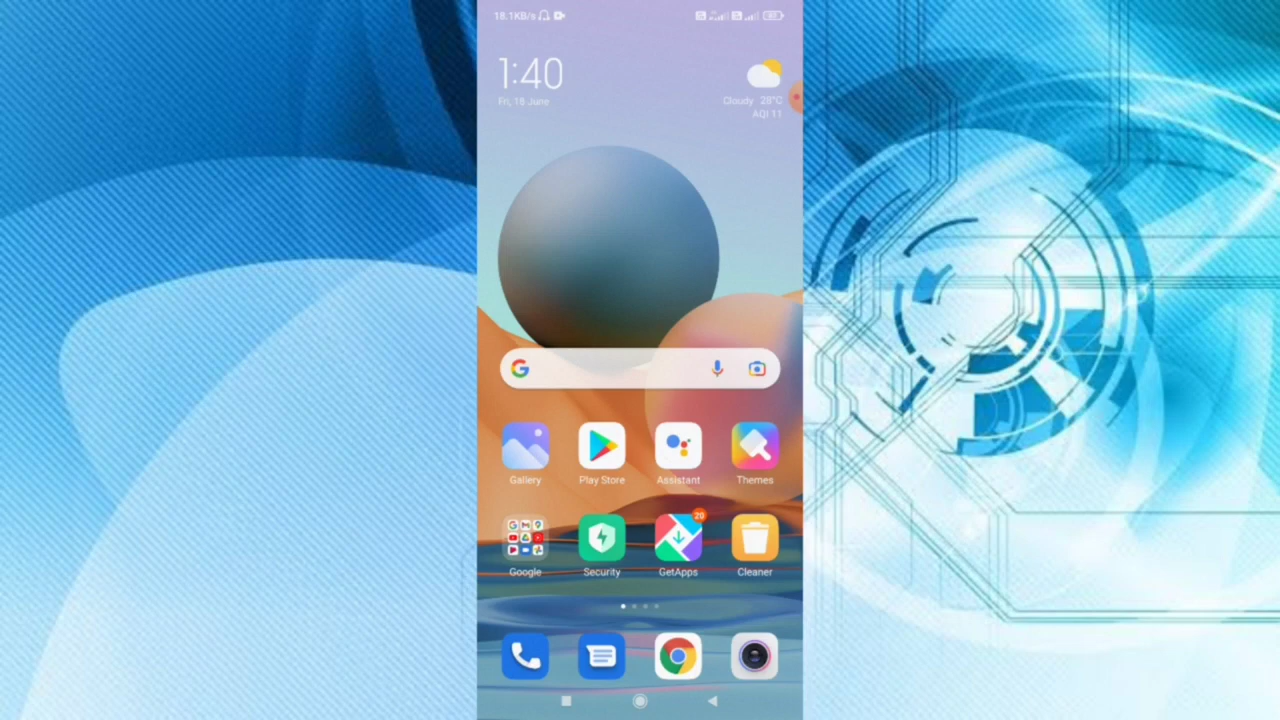 18.1KB/s
1:40
Fri, 18 June
Cloudy 28°C
AQI 11
Gallery
Play Store
Assistant
Themes
20
Google
Security
GetApps
Cleaner